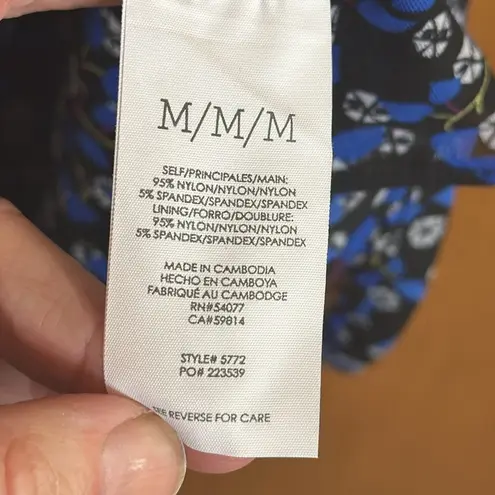 M/M/M
SELF/PRINCIPALES/MAIN:
95% NYLON/NYLON/NYLON
5% SPANDEX/SPANDEX/SPANDEX
LINING/FORRO/DOUBLURE:
95% NYLON/NYLON/NYLON
5% SPANDEX/SPANDEX/SPANDEX
MADE IN CAMBODIA
HECHO EN CAMBOYA
FABRIQUÉ AU CAMBODGE
RN#54077
CA#59814
STYLE# 5772
PO# 223539
SEE REVERSE FOR CARE